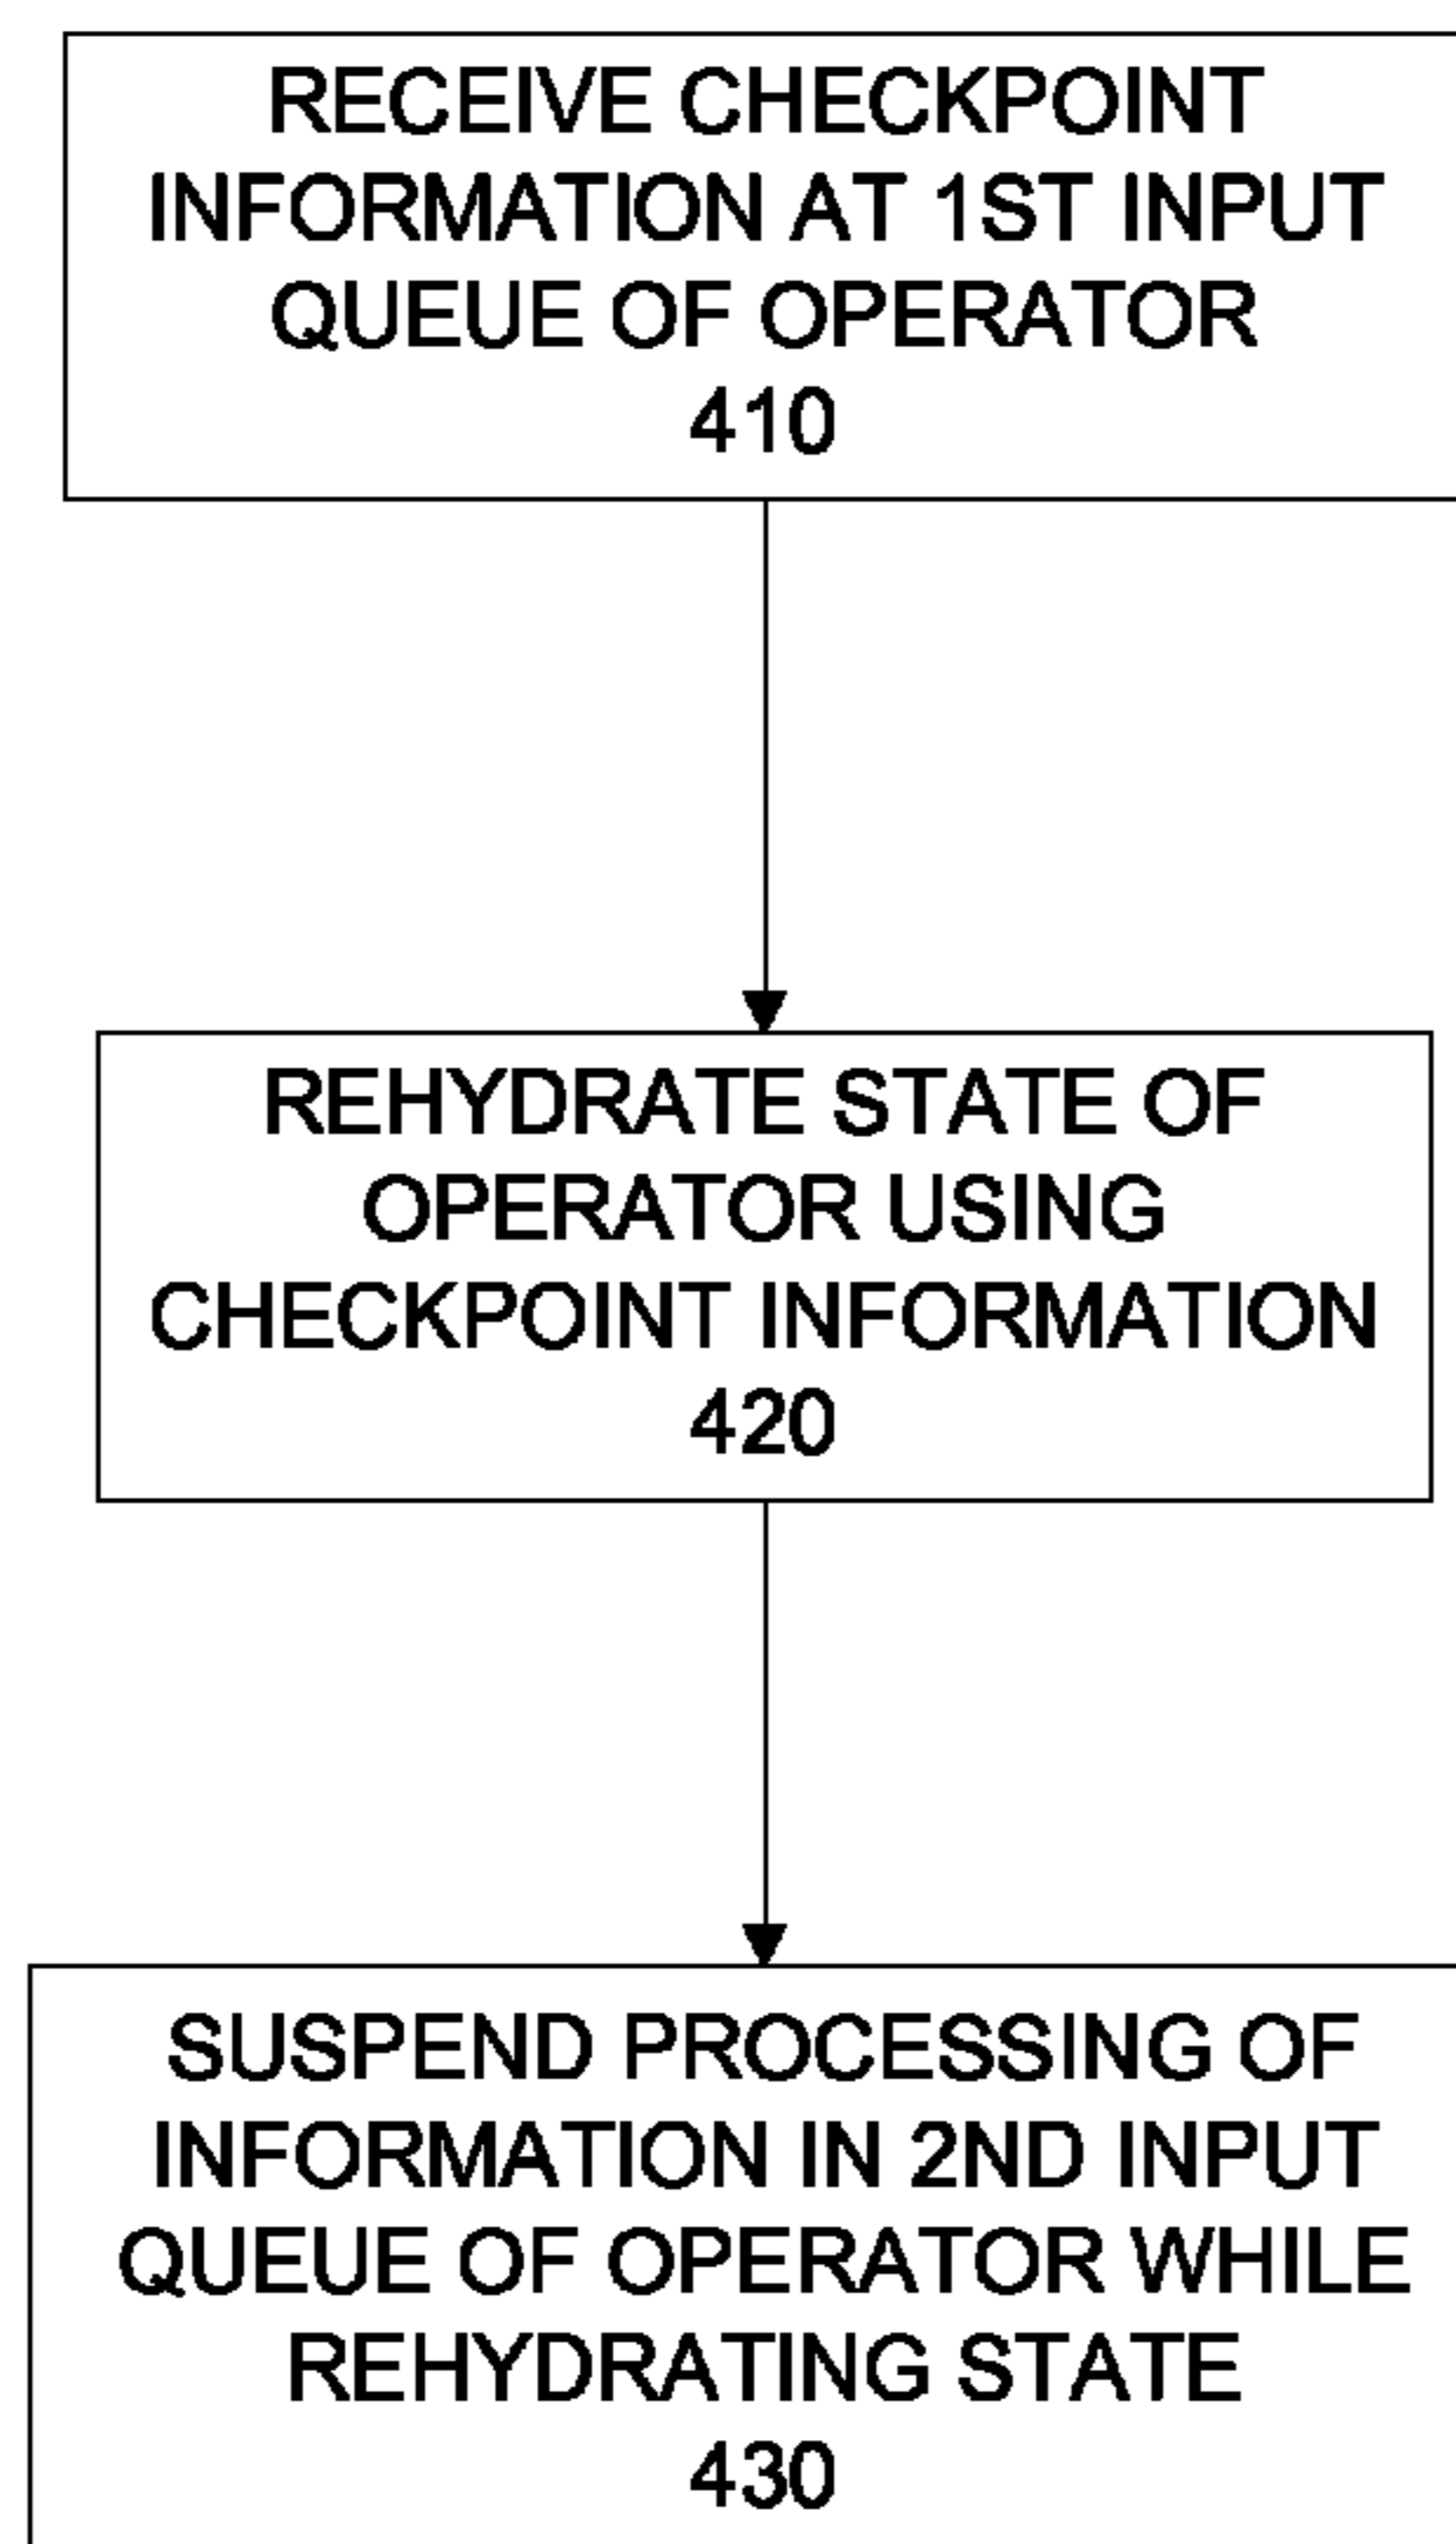 RECEIVE CHECKPOINT
INFORMATION AT 1ST INPUT
QUEUE OF OPERATOR
410
REHYDRATE STATE OF
OPERATOR USING
CHECKPOINT INFORMATION
420
SUSPEND PROCESSING OF
INFORMATION IN 2ND INPUT
QUEUE OF OPERATOR WHILE
REHYDRATING STATE
430